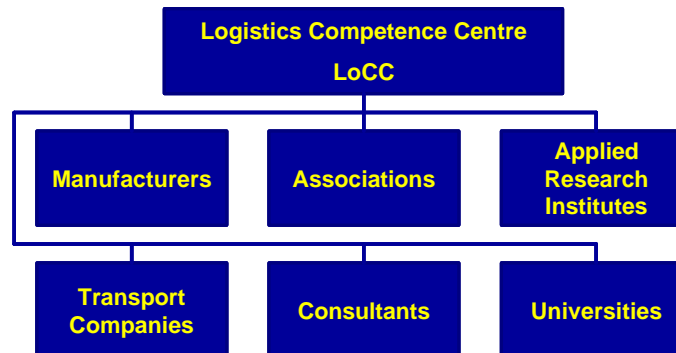 Logistics Competence Centre
LoCC
Manufacturers
Associations
Applied
Research
Institutes
Transport
Companies
Consultants
Universities